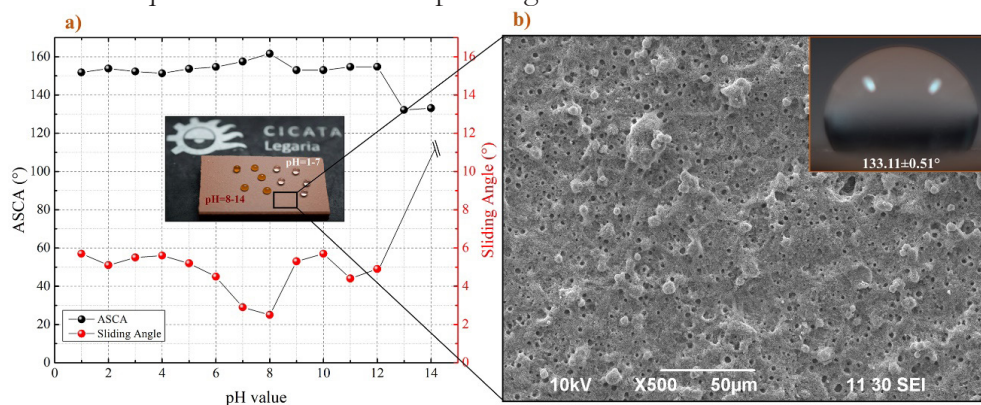 a)
b)
160
140
120
100
80
60
40
20
0
ASCA (°)
16
14
12
10
8
6
4
2
0
Sliding Angle (°)
CICATA
Legaria
pH=1-7
pH=8-14
ASCA
Sliding Angle
0 2 4 6 8 10 12 14
pH value
133.11±0.51°
10kV X500 50µm 11 30 SEI